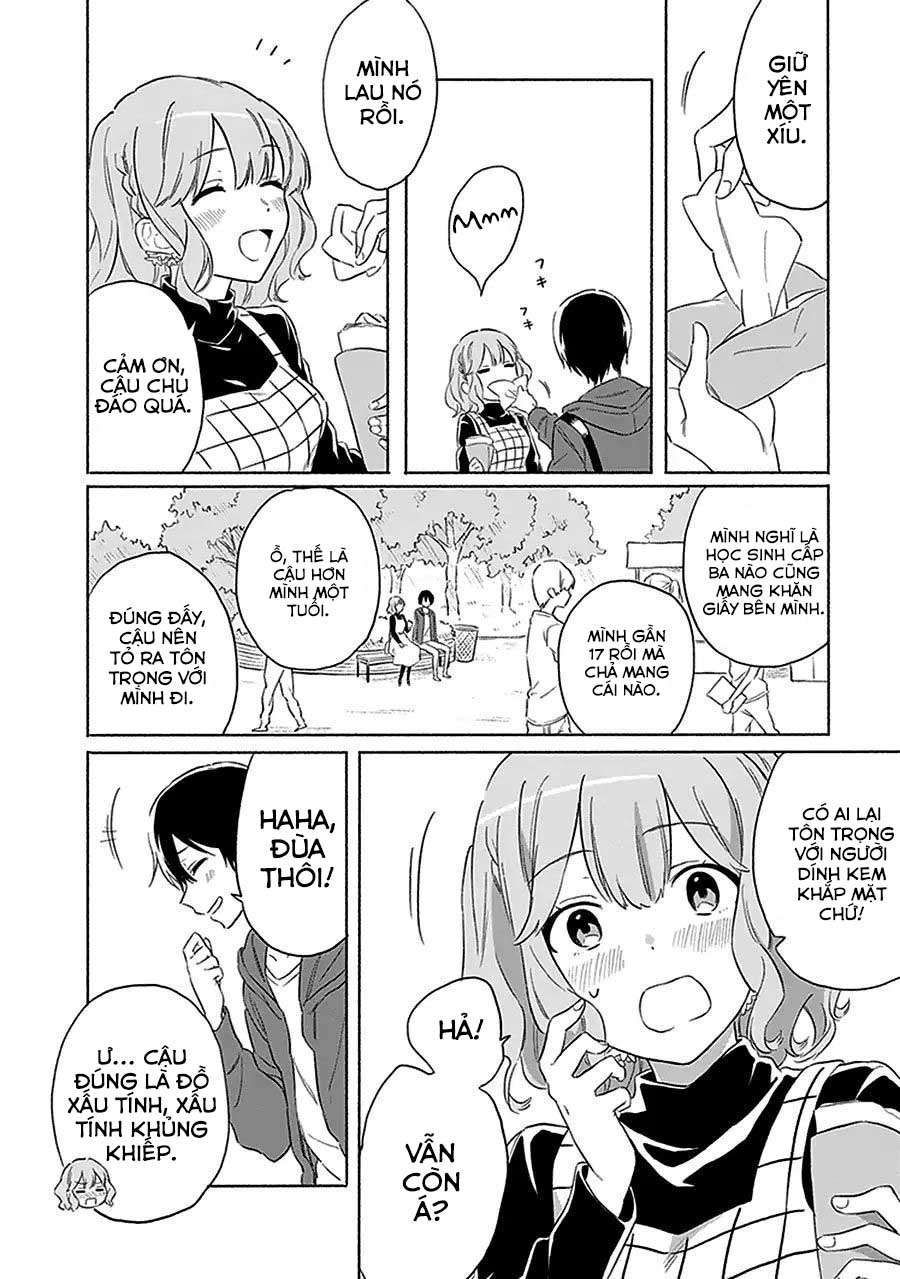 GIỮ
YÊN
MỘT
XÍU.
Mmm
フキ
フキ
MÌNH
LAU NÓ
RỒI.
CẢM ƠN,
CẬU CHU
ĐÁO QUÁ.
MÌNH NGHĨ LÀ
HỌC SINH CẤP
BA NÀO CŨNG
MANG KHĂN
GIẤY BÊN MÌNH.
MÌNH GẦN
17 RỒI MÃ
CHẢ MANG
CÁI NÀO.
Ồ, THẾ LÀ
CẬU HƠN
MÌNH MỘT
TUỔI.
ĐÚNG ĐẤY,
CẬU NÊN
TỎ RA TÔN
TRỌNG VỚI
MÌNH ĐI.
CÓ AI LẠI
TÔN TRỌNG
VỚI NGƯỜI
DÍNH KEM
KHẮP MẶT
CHỨ!
HẢ!
VẪN
CÒN
Á?
HAHA,
ĐÙA
THÔI!
Ư... CẬU
ĐÚNG LÀ ĐỒ
XẤU TÍNH, XẤU
TÍNH KHỦNG
KHIẾP.